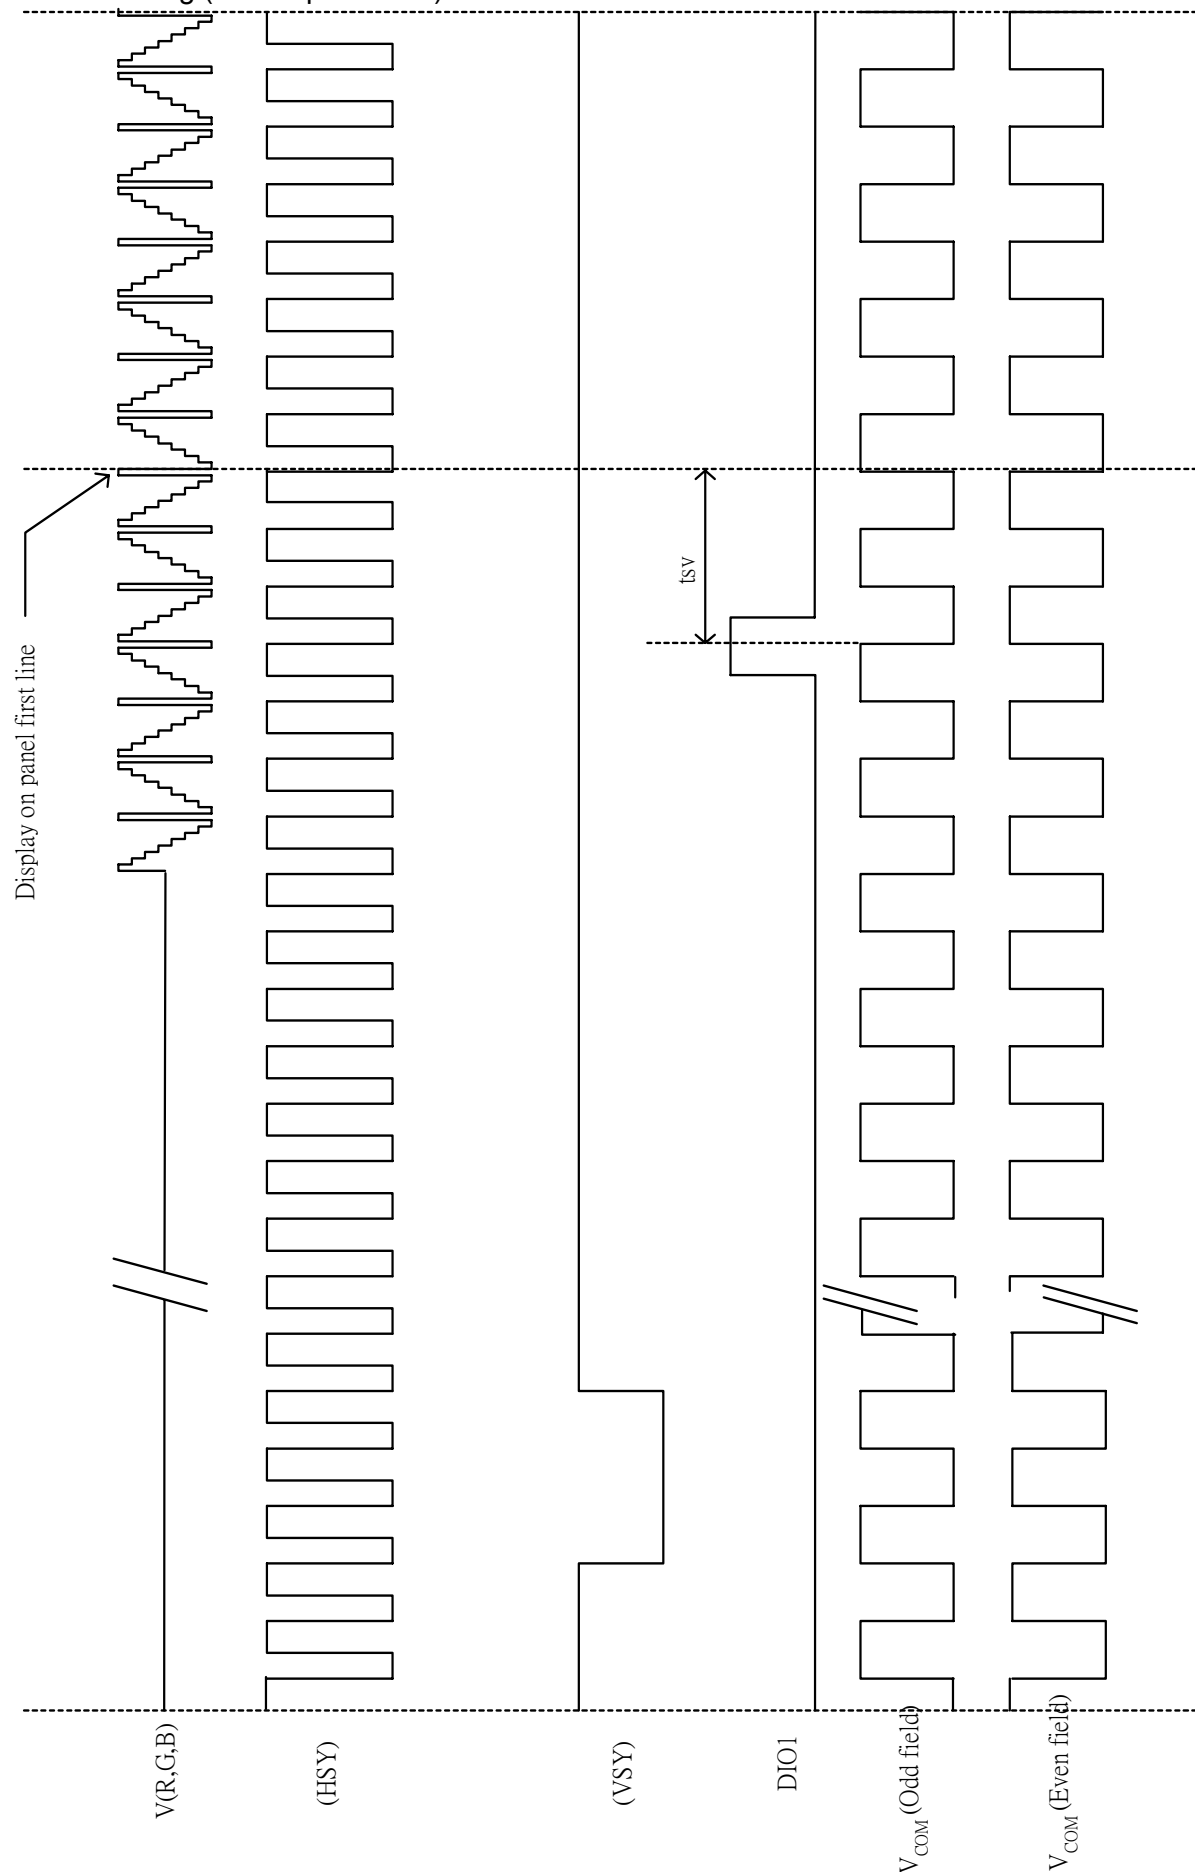 Display on panel first line
tsv
V(R,G,B)
(HSY)
(VSY)
DIO1
VCOM (Odd field)
VCOM (Even field)